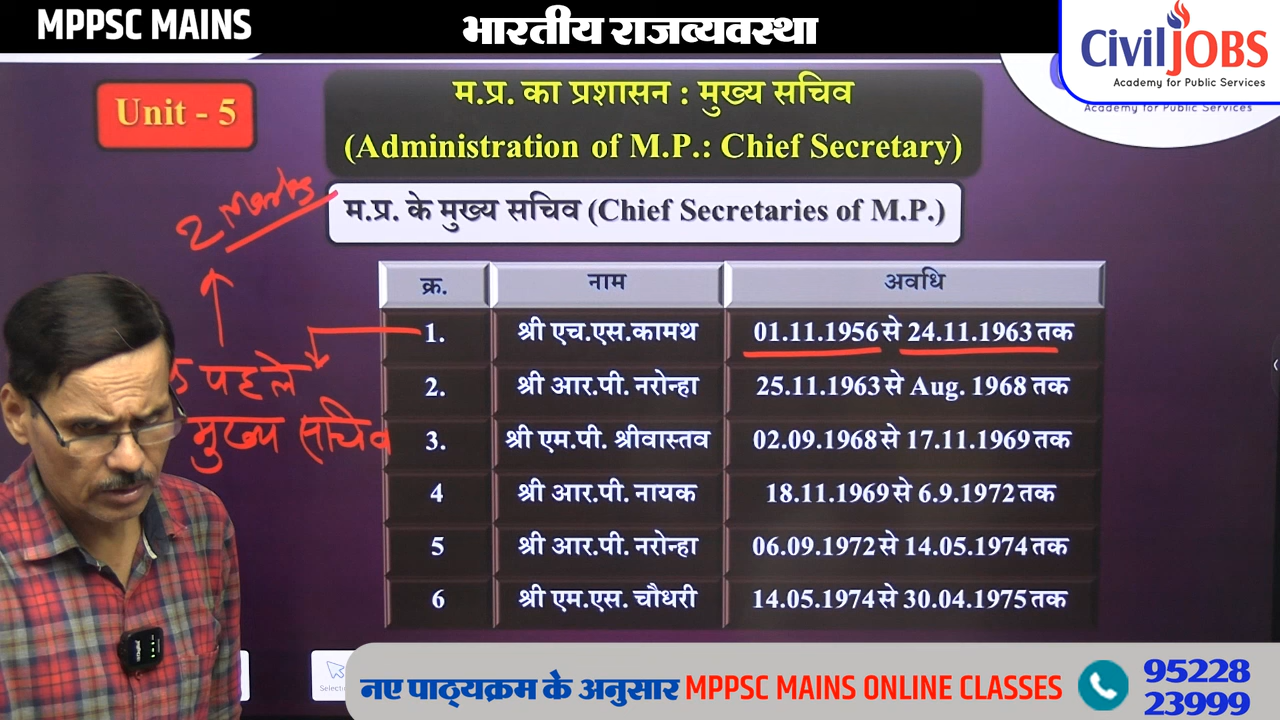 MPPSC MAINS
भारतीय राजव्यवस्था
CivilJOBS
Academy for Public Services
Academy for Public Services
Unit - 5
म.प्र. का प्रशासन : मुख्य सचिव
(Administration of M.P.: Chief Secretary)
2 Marks
म.प्र. के मुख्य सचिव (Chief Secretaries of M.P.)
क्र. नाम अवधि
1. श्री एच.एस.कामथ 01.11.1956 से 24.11.1963 तक
2. श्री आर.पी. नरोन्हा 25.11.1963 से Aug. 1968 तक
पहले
3. श्री एम.पी. श्रीवास्तव 02.09.1968 से 17.11.1969 तक
मुख्य सचिव
4 श्री आर.पी. नायक 18.11.1969 से 6.9.1972 तक
5 श्री आर.पी. नरोन्हा 06.09.1972 से 14.05.1974 तक
6 श्री एम.एस. चौधरी 14.05.1974 से 30.04.1975 तक
नए पाठ्यक्रम के अनुसार MPPSC MAINS ONLINE CLASSES
95228
23999